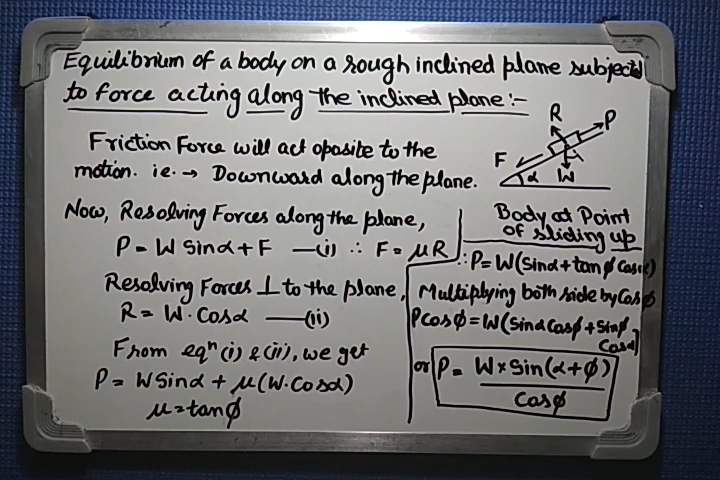 Equilibrium of a body on a rough inclined plane subjected
to force acting along the inclined plane:-
Friction Force will act oposite to the
motion. i.e. → Downward along the plane.
Now, Resolving Forces along the plane,
P = W Sinα + F —(i) ∴ F = μR
Resolving Forces ⊥ to the plane,
R = W·Cosα —(ii)
From eqⁿ (i) & (ii), we get
P = W Sinα + μ(W·Cosα)
μ = tanφ
R
P
F
α
W
Body at Point
of sliding up
∴ P = W(Sinα + tanφ Cosα)
Multiplying both side by Cosφ
P Cosφ = W(Sinα Cosφ + Sinφ
Cosα]
or P = W × Sin(α+φ)
Cosφ